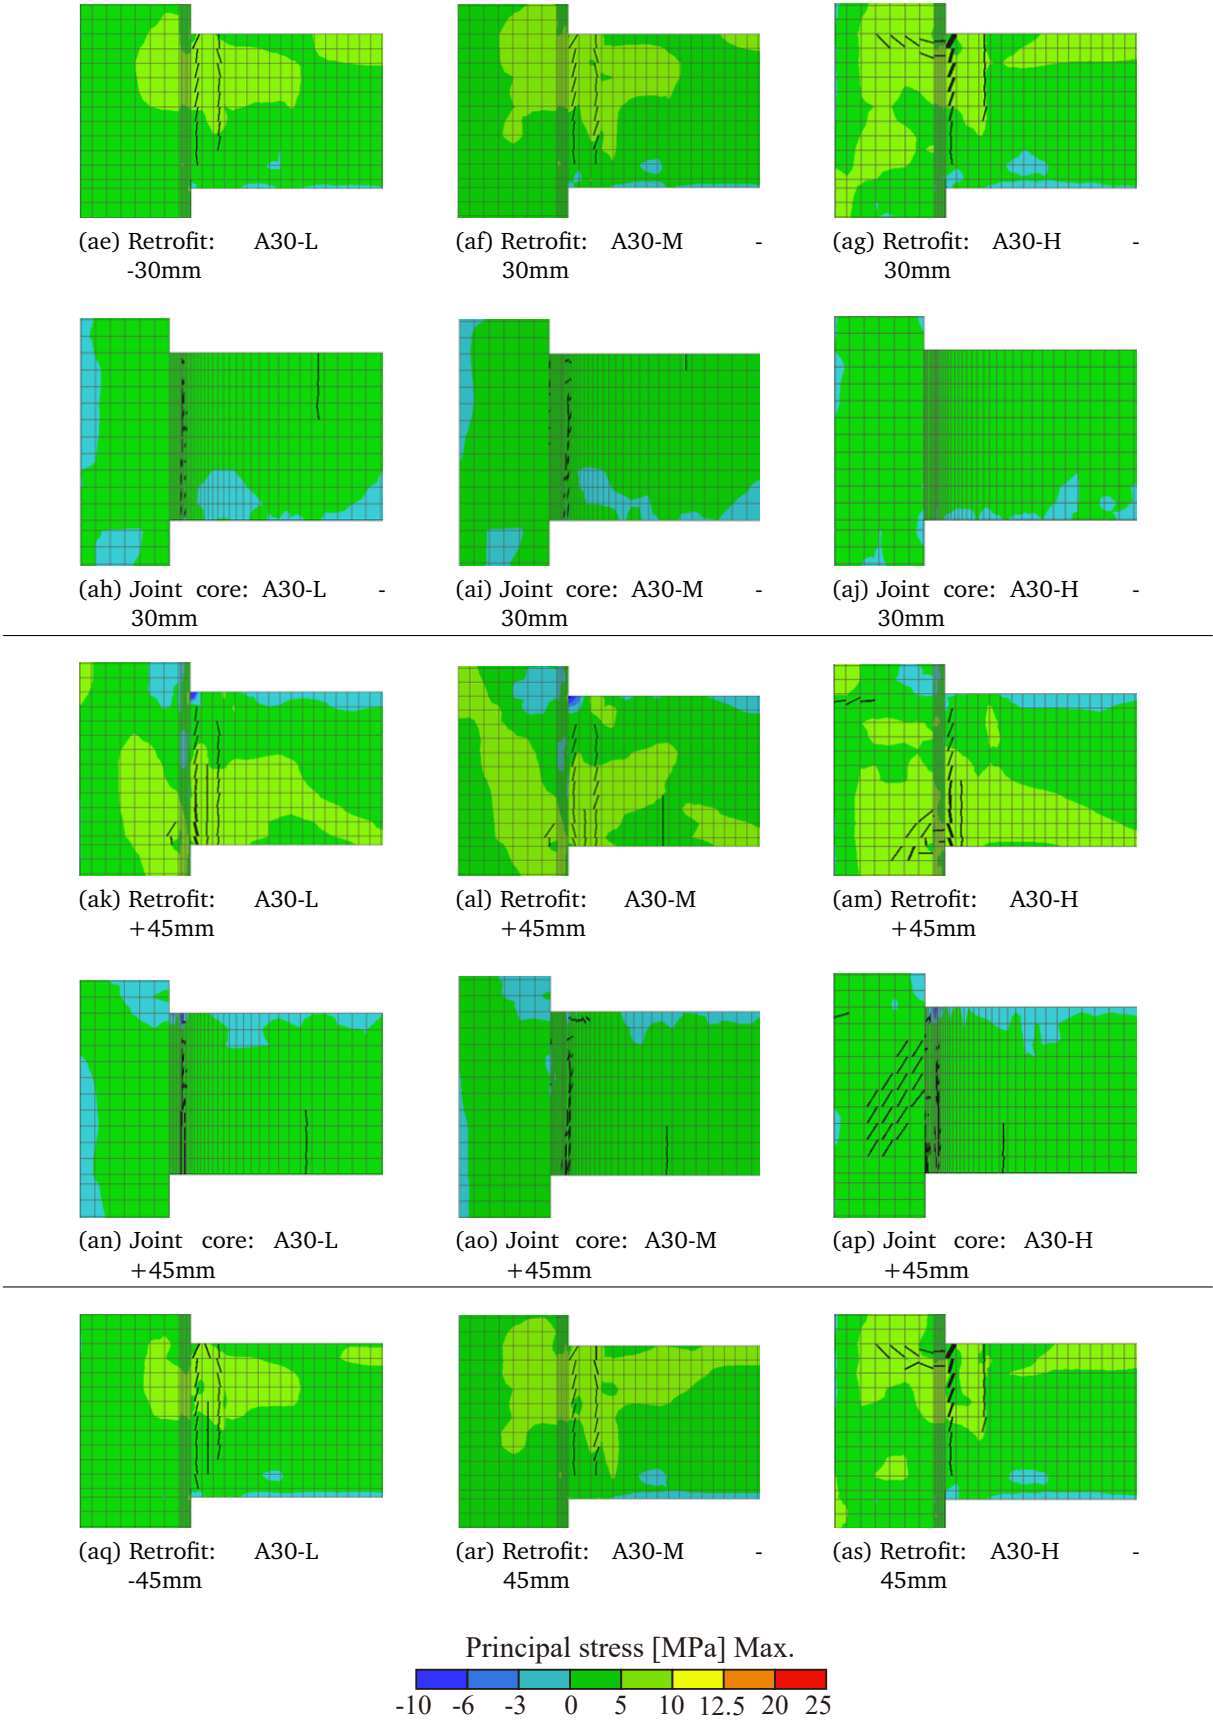 (ae) Retrofit: A30-L
-30mm
(af) Retrofit: A30-M -
30mm
(ag) Retrofit: A30-H -
30mm
(ah) Joint core: A30-L -
30mm
(ai) Joint core: A30-M -
30mm
(aj) Joint core: A30-H -
30mm
(ak) Retrofit: A30-L
+45mm
(al) Retrofit: A30-M
+45mm
(am) Retrofit: A30-H
+45mm
(an) Joint core: A30-L
+45mm
(ao) Joint core: A30-M
+45mm
(ap) Joint core: A30-H
+45mm
(aq) Retrofit: A30-L
-45mm
(ar) Retrofit: A30-M -
45mm
(as) Retrofit: A30-H -
45mm
Principal stress [MPa] Max.
-10 -6 -3 0 5 10 12.5 20 25